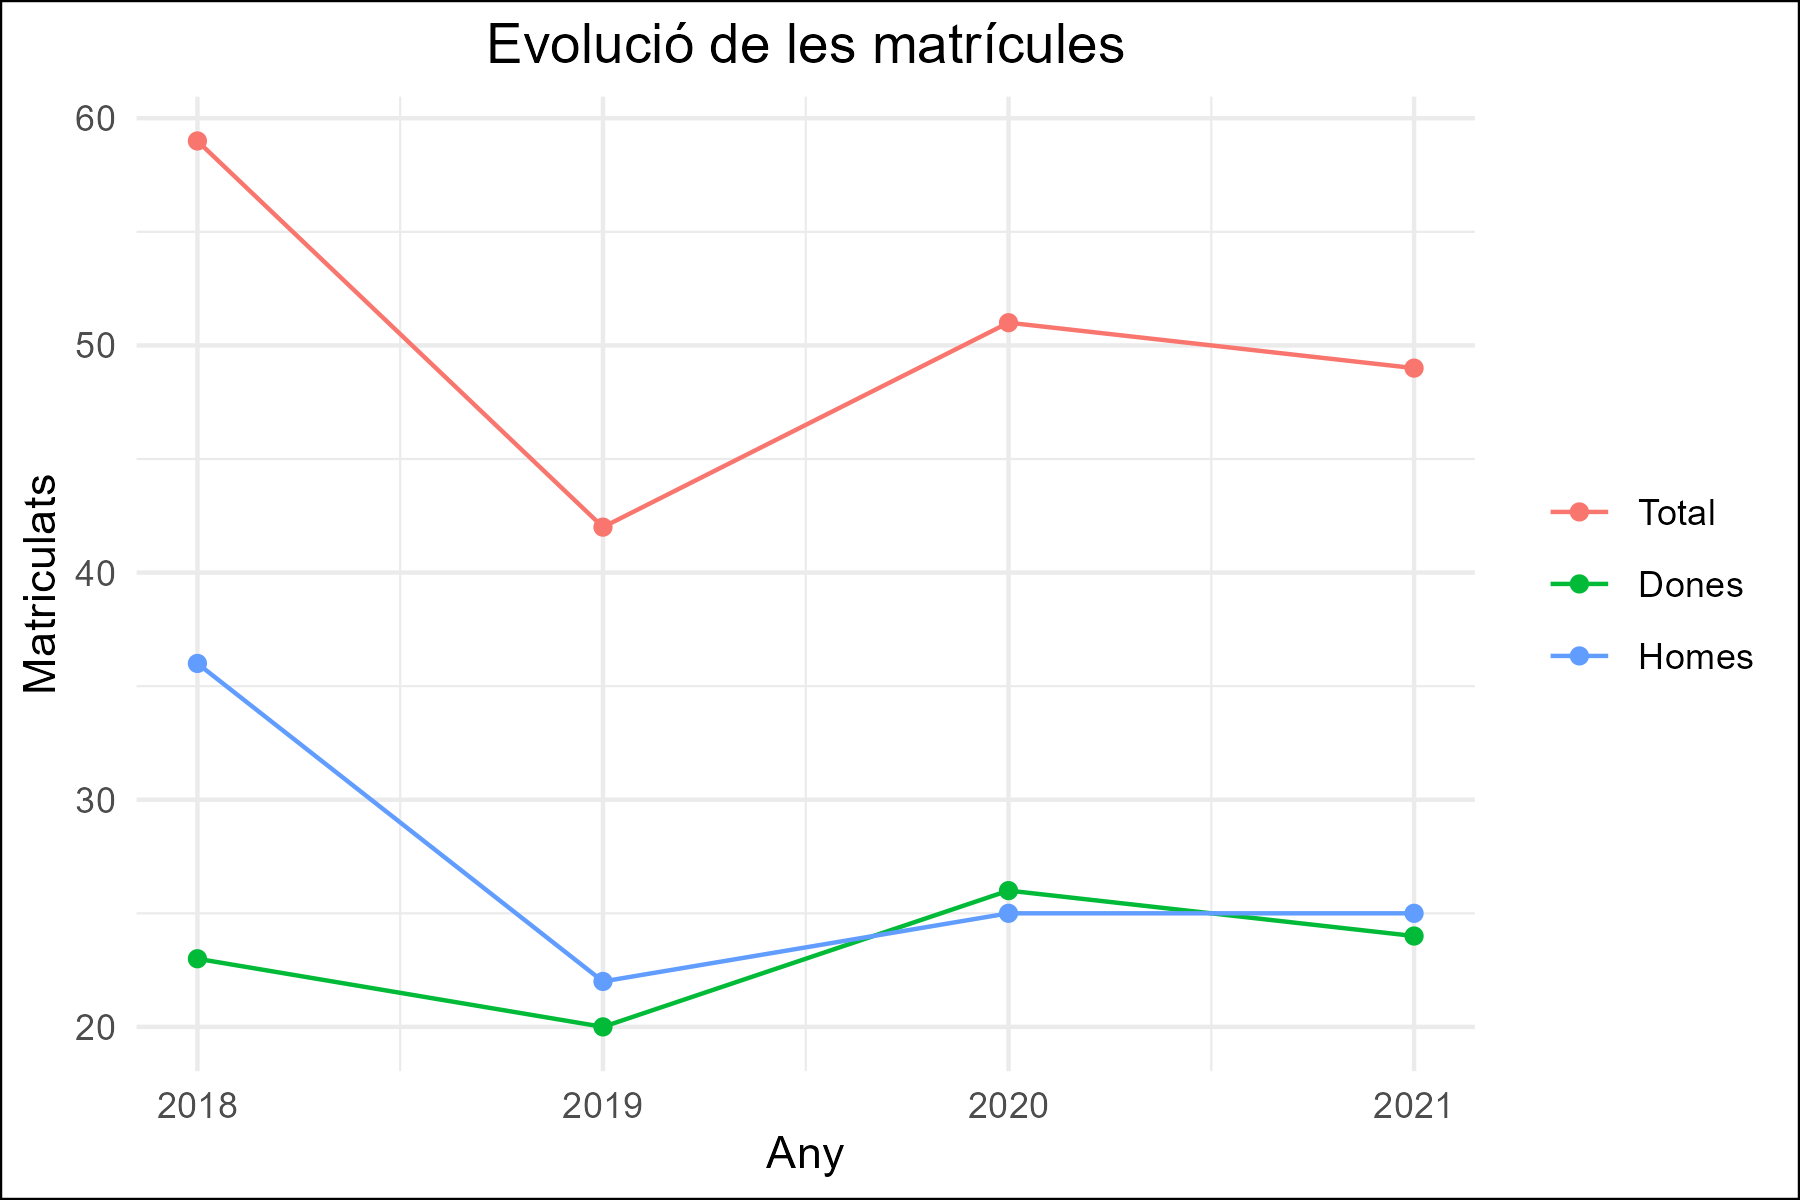 Evolució de les matrícules
60
50
40
30
20
Matriculats
2018 2019 2020 2021
Any
Total
Dones
Homes